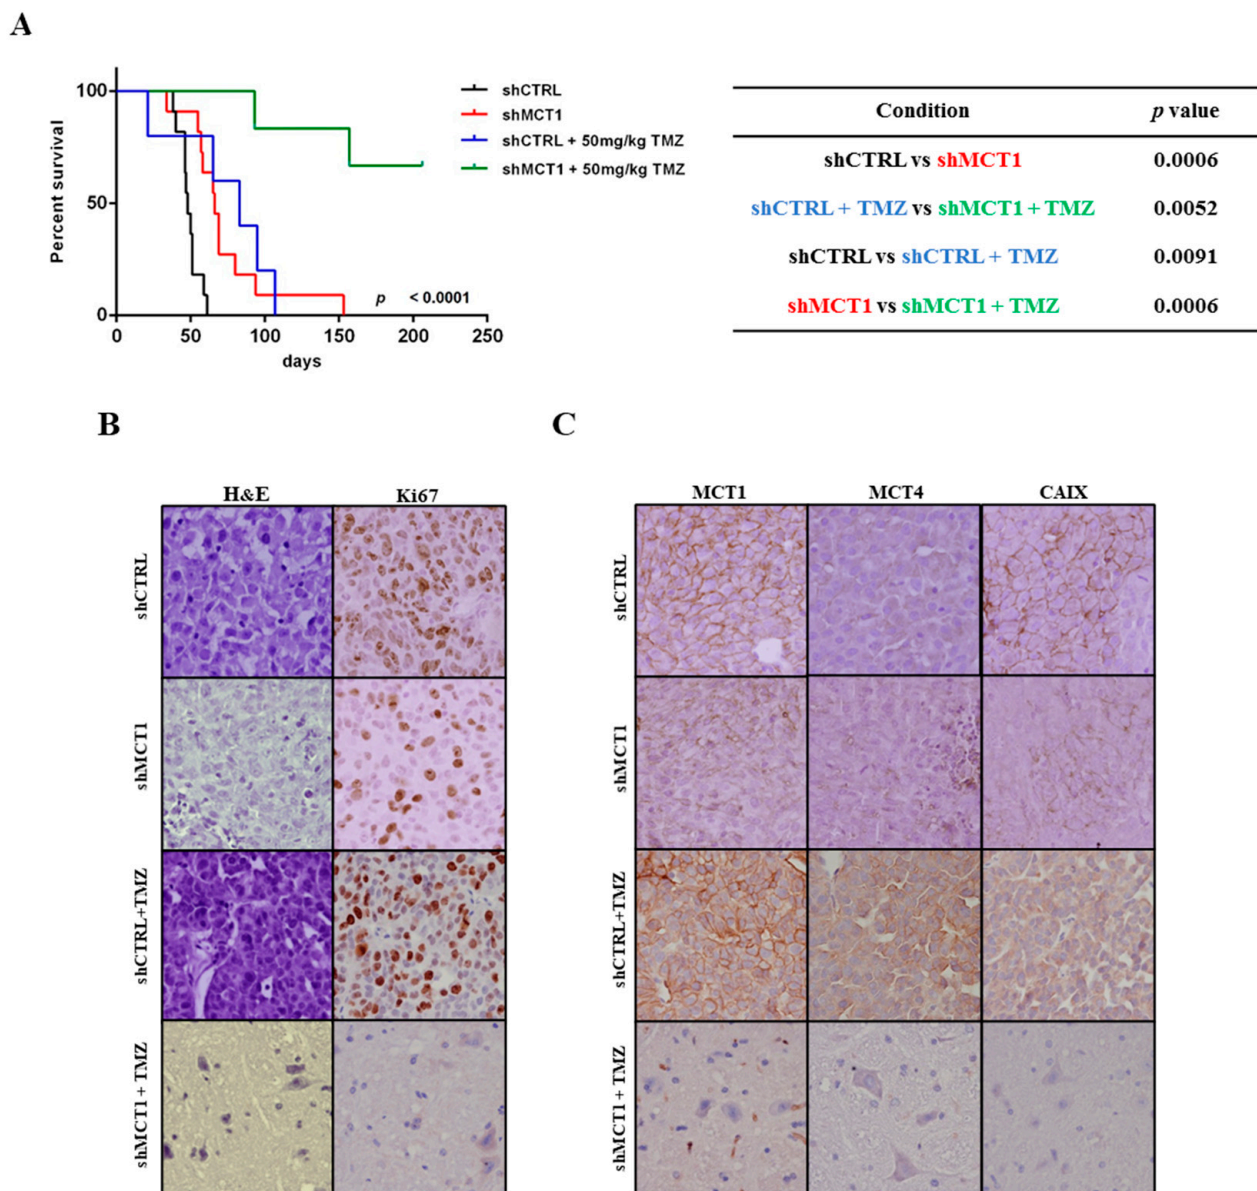 A
100
50
0
0 50 100 150 200 250
Percent survival
days
shCTRL
shMCT1
shCTRL + 50mg/kg TMZ
shMCT1 + 50mg/kg TMZ
p < 0.0001
Condition p value
shCTRL vs shMCT1 0.0006
shCTRL + TMZ vs shMCT1 + TMZ 0.0052
shCTRL vs shCTRL + TMZ 0.0091
shMCT1 vs shMCT1 + TMZ 0.0006
B
H&E Ki67
shCTRL
shMCT1
shCTRL+TMZ
shMCT1 + TMZ
C
MCT1 MCT4 CAIX
shCTRL
shMCT1
shCTRL+TMZ
shMCT1 + TMZ